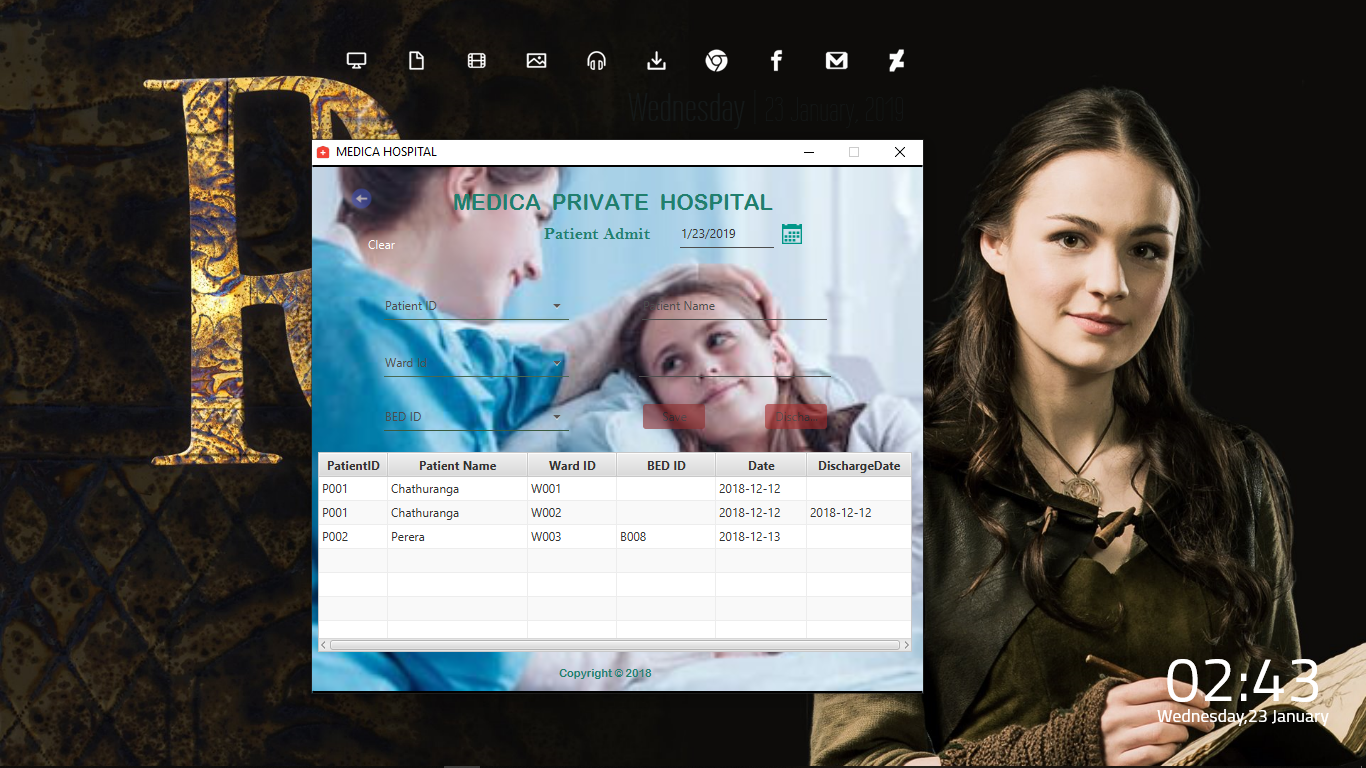 Wednesday | 23 January, 2019
MEDICA HOSPITAL
MEDICA PRIVATE HOSPITAL
Patient Admit 1/23/2019
Clear
Patient ID Patient Name
Ward Id
BED ID Save
PatientID Patient Name Ward ID BED ID Date DischargeDate
P001 Chathuranga W001 2018-12-12
P001 Chathuranga W002 2018-12-12 2018-12-12
P002 Perera W003 B008 2018-12-13
Copyright © 2018
02:43
Wednesday,23 January